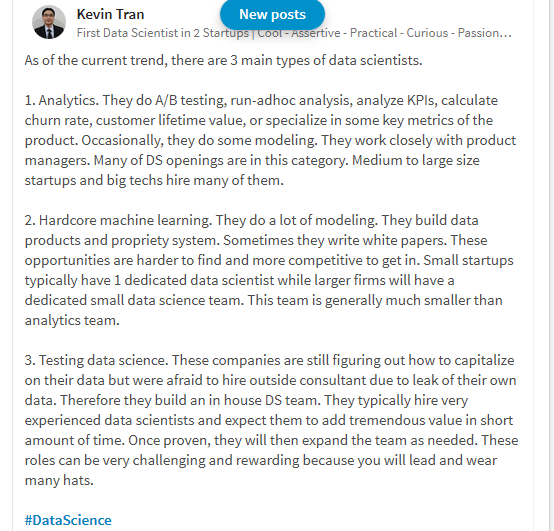 Kevin Tran
New posts
First Data Scientist in 2 Startups | Cool - Assertive - Practical - Curious - Passion...
As of the current trend, there are 3 main types of data scientists.
1. Analytics. They do A/B testing, run-adhoc analysis, analyze KPIs, calculate
churn rate, customer lifetime value, or specialize in some key metrics of the
product. Occasionally, they do some modeling. They work closely with product
managers. Many of DS openings are in this category. Medium to large size
startups and big techs hire many of them.
2. Hardcore machine learning. They do a lot of modeling. They build data
products and propriety system. Sometimes they write white papers. These
opportunities are harder to find and more competitive to get in. Small startups
typically have 1 dedicated data scientist while larger firms will have a
dedicated small data science team. This team is generally much smaller than
analytics team.
3. Testing data science. These companies are still figuring out how to capitalize
on their data but were afraid to hire outside consultant due to leak of their own
data. Therefore they build an in house DS team. They typically hire very
experienced data scientists and expect them to add tremendous value in short
amount of time. Once proven, they will then expand the team as needed. These
roles can be very challenging and rewarding because you will lead and wear
many hats.
#DataScience